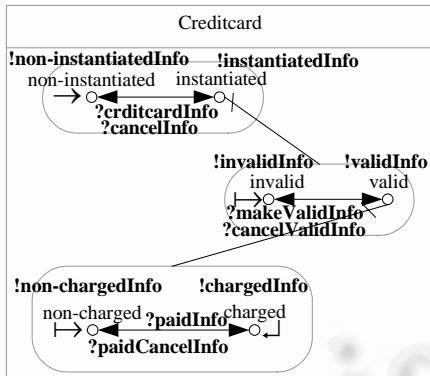 Creditcard
!non-instantiatedInfo !instantiatedInfo
non-instantiated instantiated
?crditcardInfo
?cancelInfo
!invalidInfo !validInfo
invalid valid
?makeValidInfo
?cancelValidInfo
!non-chargedInfo !chargedInfo
non-charged charged
?paidInfo
?paidCancelInfo